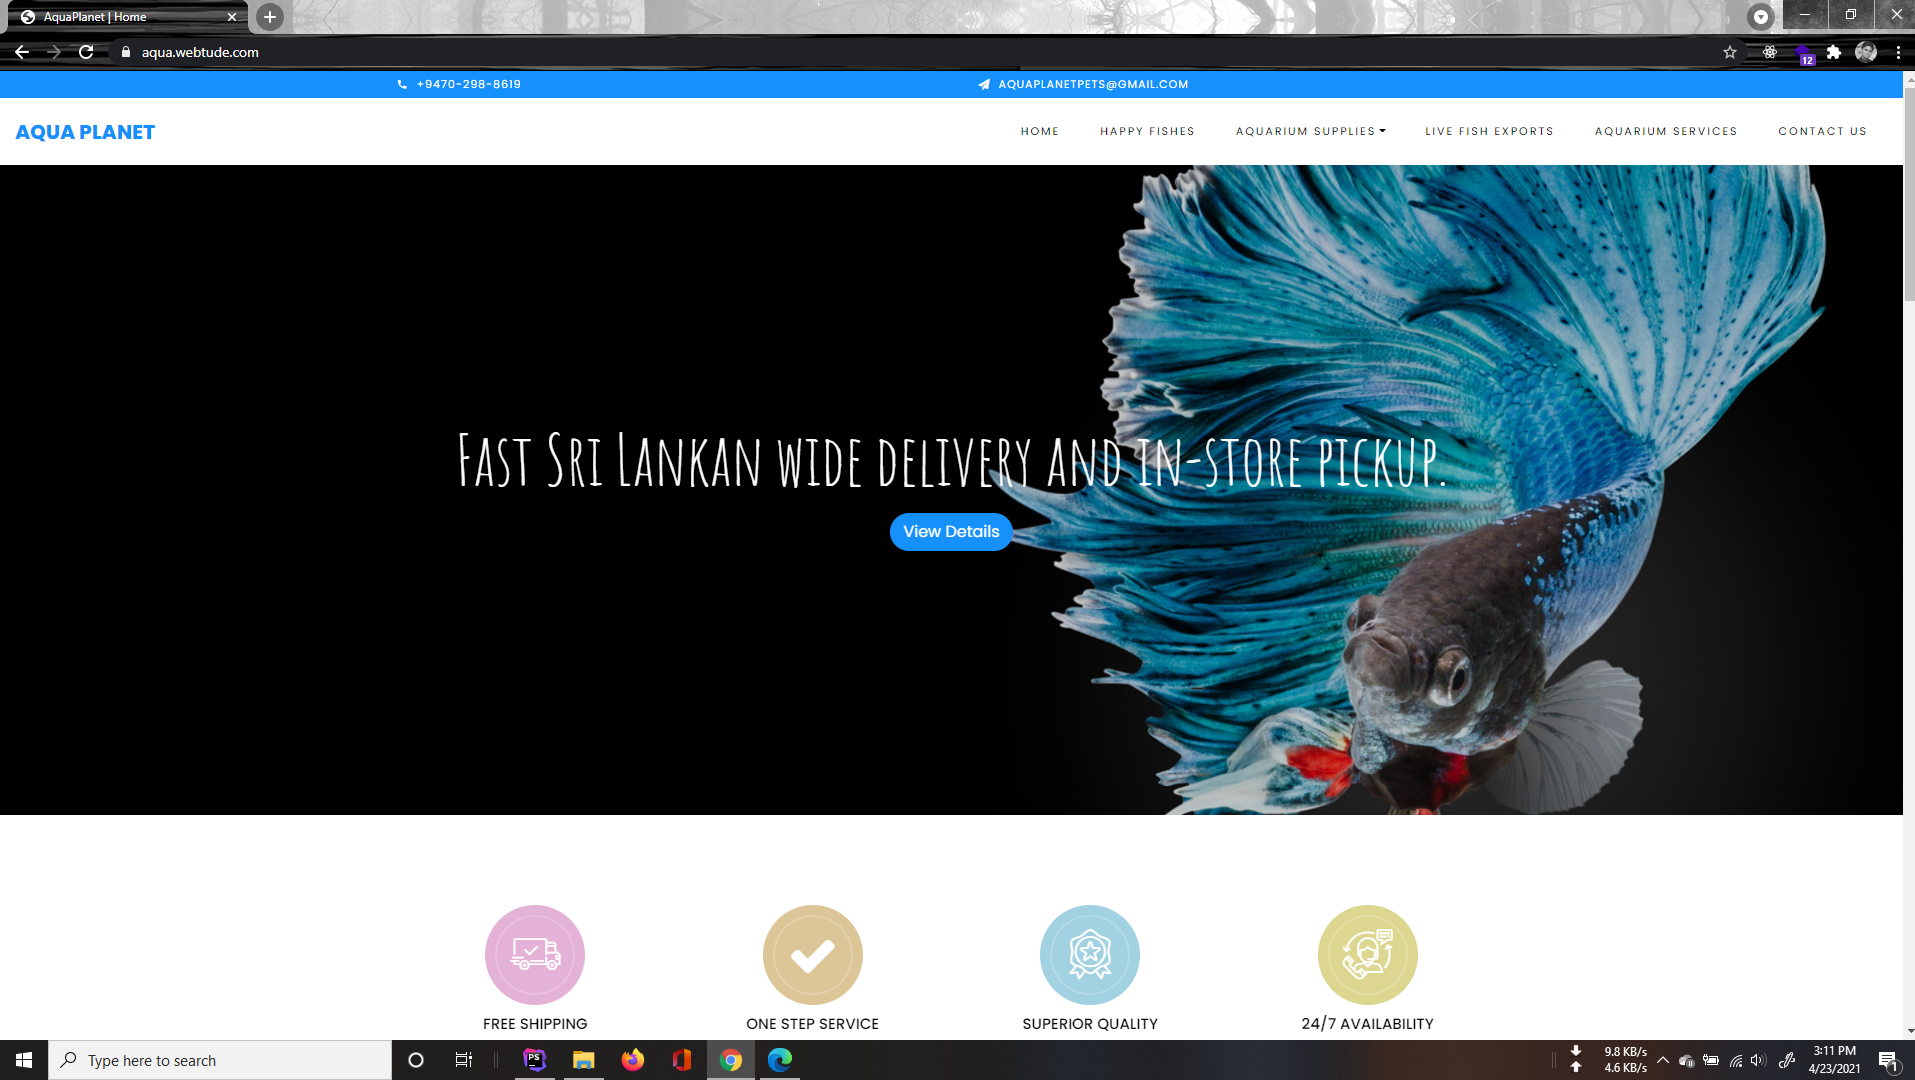 AquaPlanet | Home
aqua.webtude.com
12
+9470-298-8619
AQUAPLANETPETS@GMAIL.COM
AQUA PLANET
HOME
HAPPY FISHES
AQUARIUM SUPPLIES
LIVE FISH EXPORTS
AQUARIUM SERVICES
CONTACT US
Fast Sri Lankan wide delivery and in-store pickup.
View Details
FREE SHIPPING
ONE STEP SERVICE
SUPERIOR QUALITY
24/7 AVAILABILITY
Type here to search
PS
9.8 KB/s
4.6 KB/s
3:11 PM
4/23/2021
1